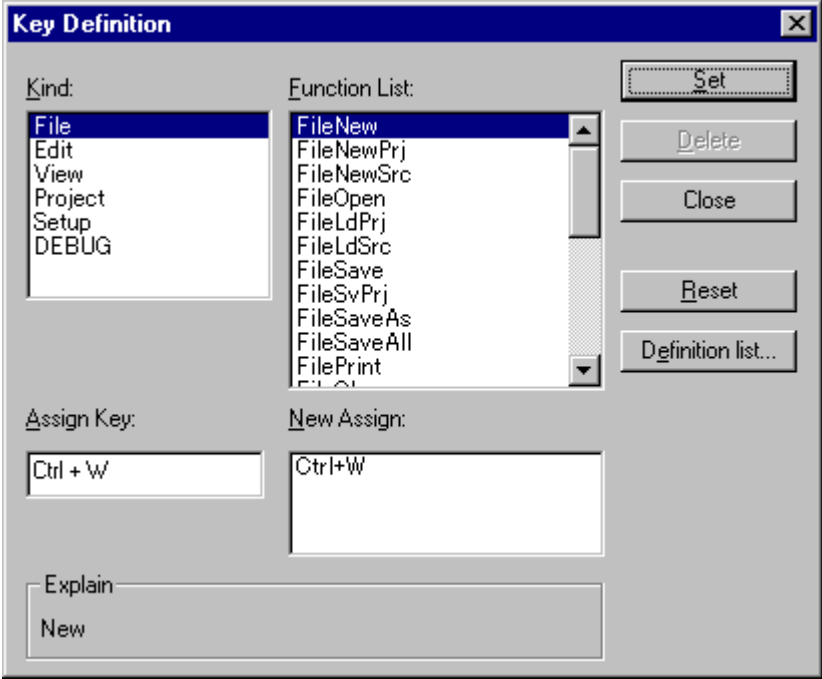 Key Definition
Kind:
File
Edit
View
Project
Setup
DEBUG
Function List:
FileNew
FileNewPrj
FileNewSrc
FileOpen
FileLdPrj
FileLdSrc
FileSave
FileSvPrj
FileSaveAs
FileSaveAll
FilePrint
Set
Delete
Close
Reset
Definition list...
Assign Key:
Ctrl + W
New Assign:
Ctrl+W
Explain
New